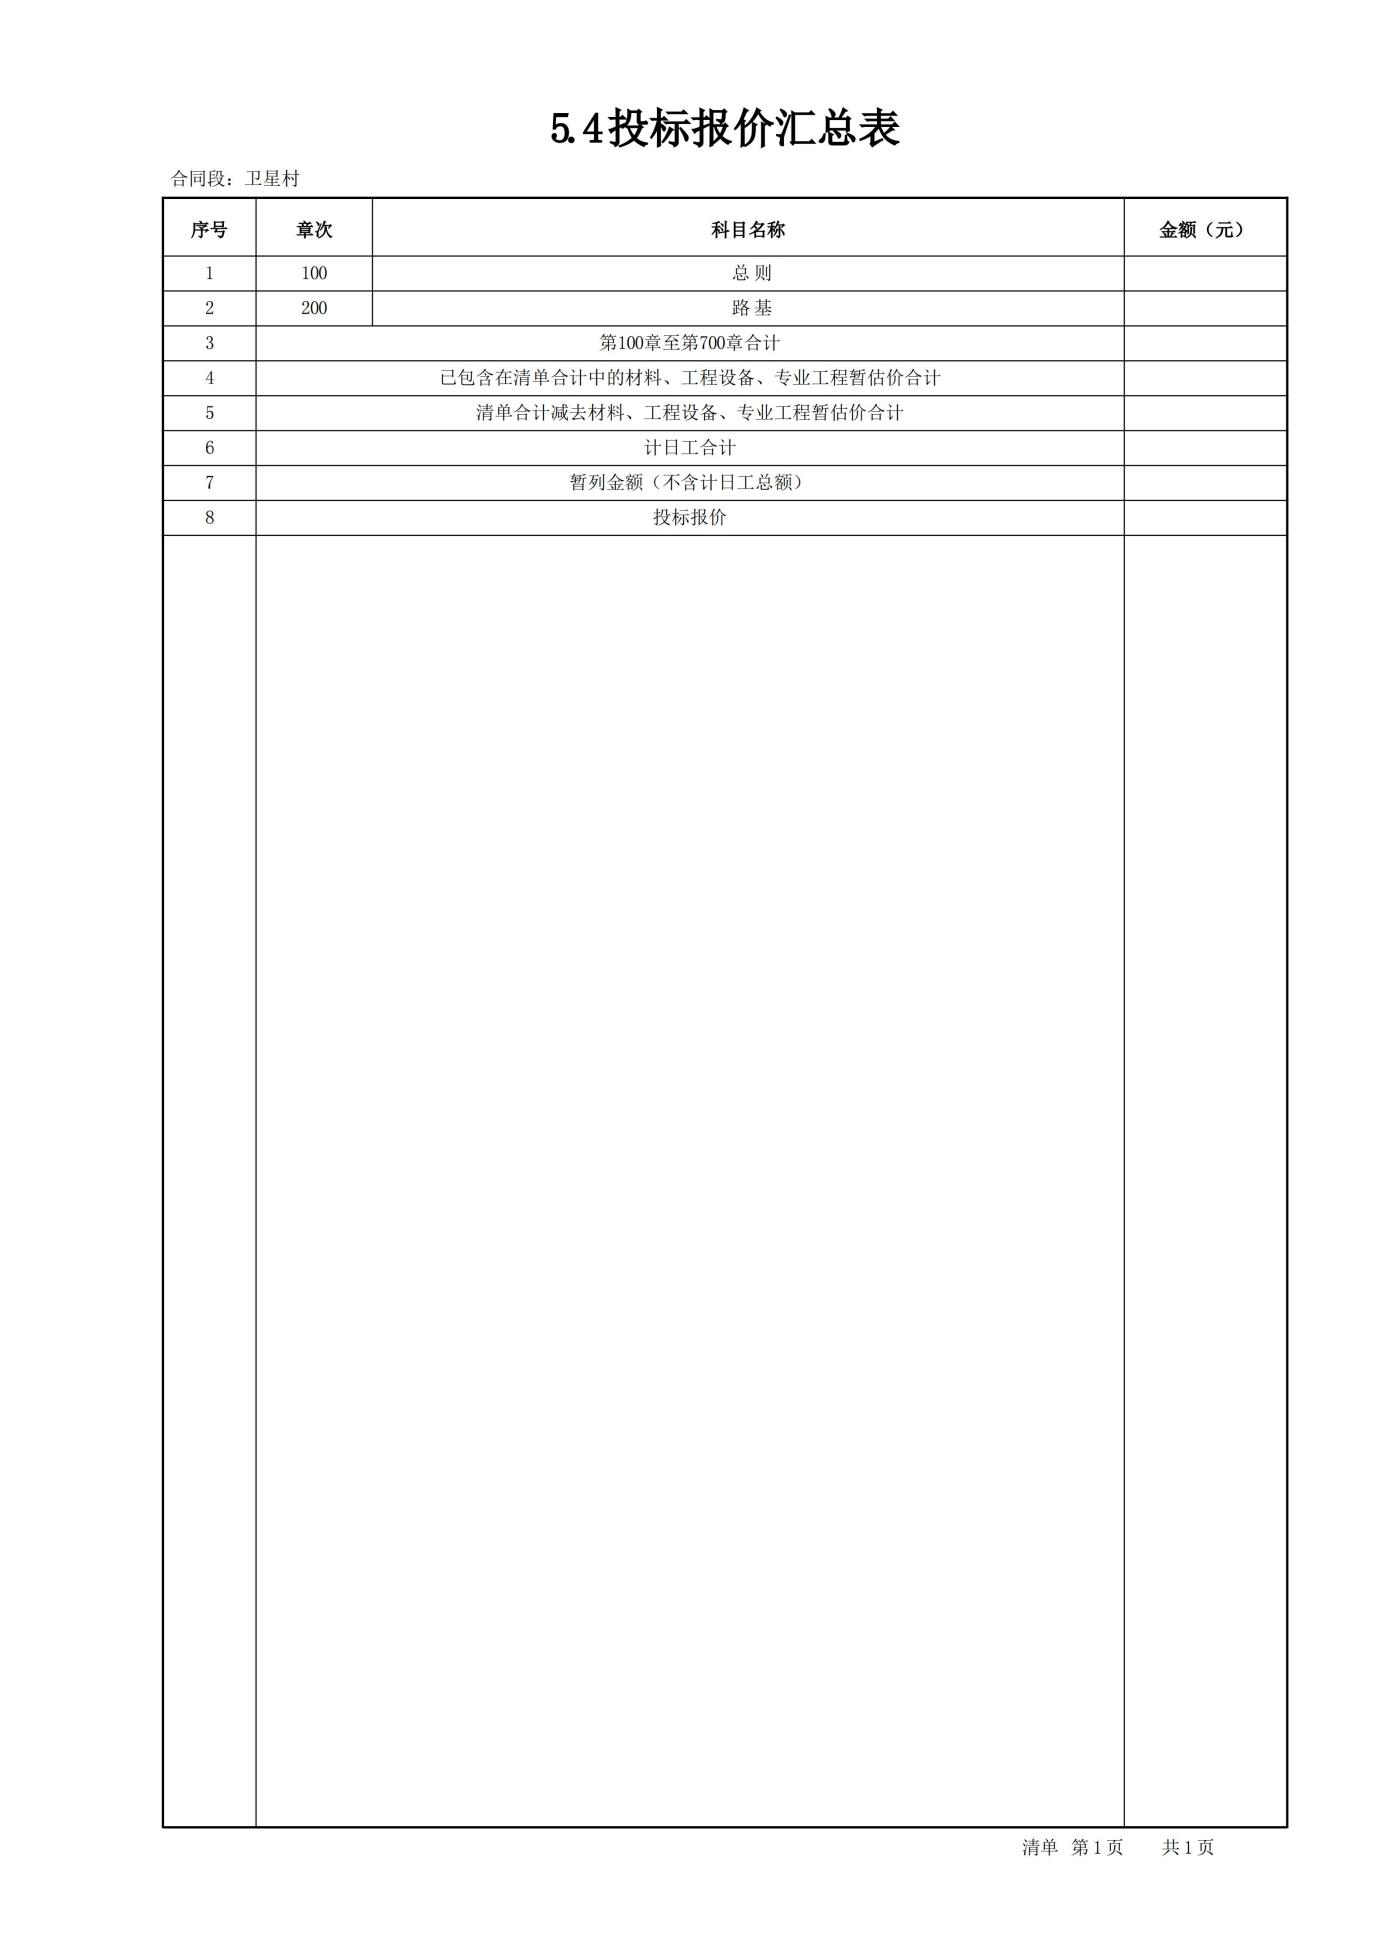 5.4投标报价汇总表
合同段：卫星村
序号 章次 科目名称 金额（元）
1 100 总 则
2 200 路 基
3 第100章至第700章合计
4 已包含在清单合计中的材料、工程设备、专业工程暂估价合计
5 清单合计减去材料、工程设备、专业工程暂估价合计
6 计日工合计
7 暂列金额（不含计日工总额）
8 投标报价
清单 第1页 共1页